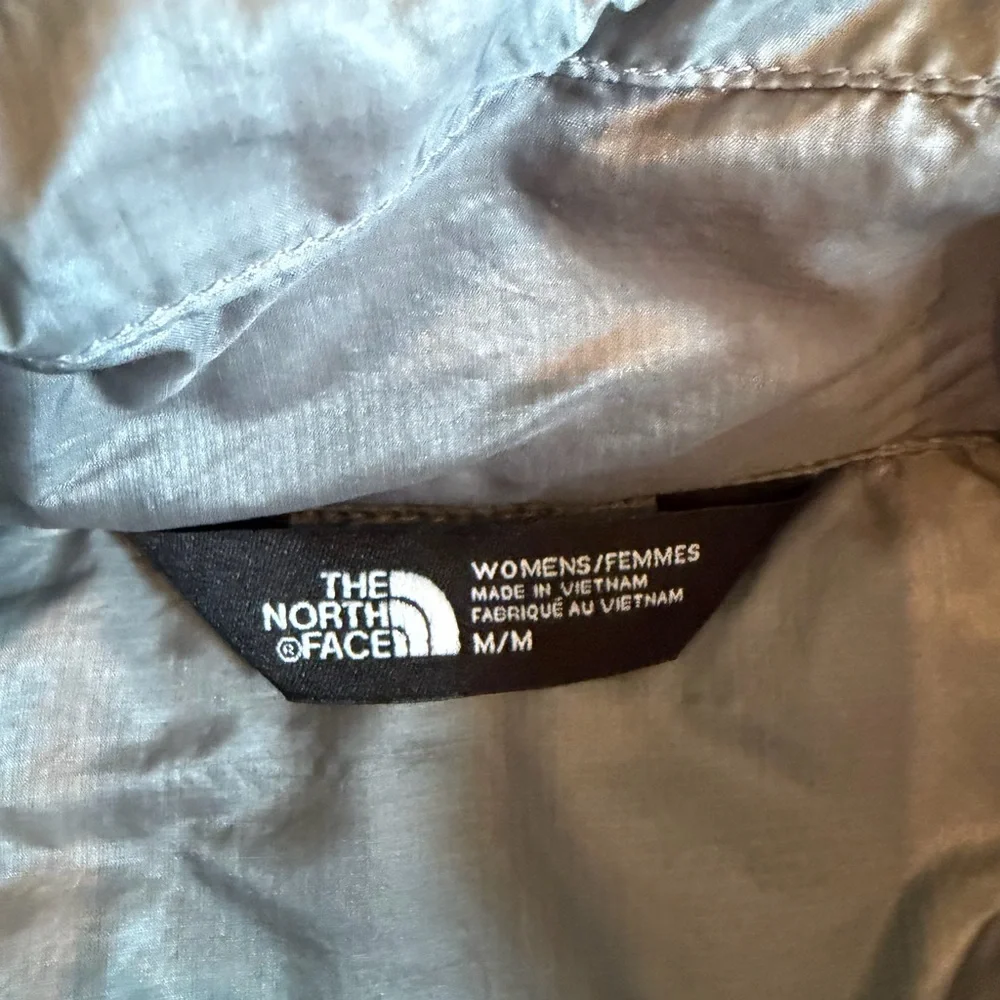 THE
NORTH
®FACE
WOMENS/FEMMES
MADE IN VIETNAM
FABRIQUÉ AU VIETNAM
M/M